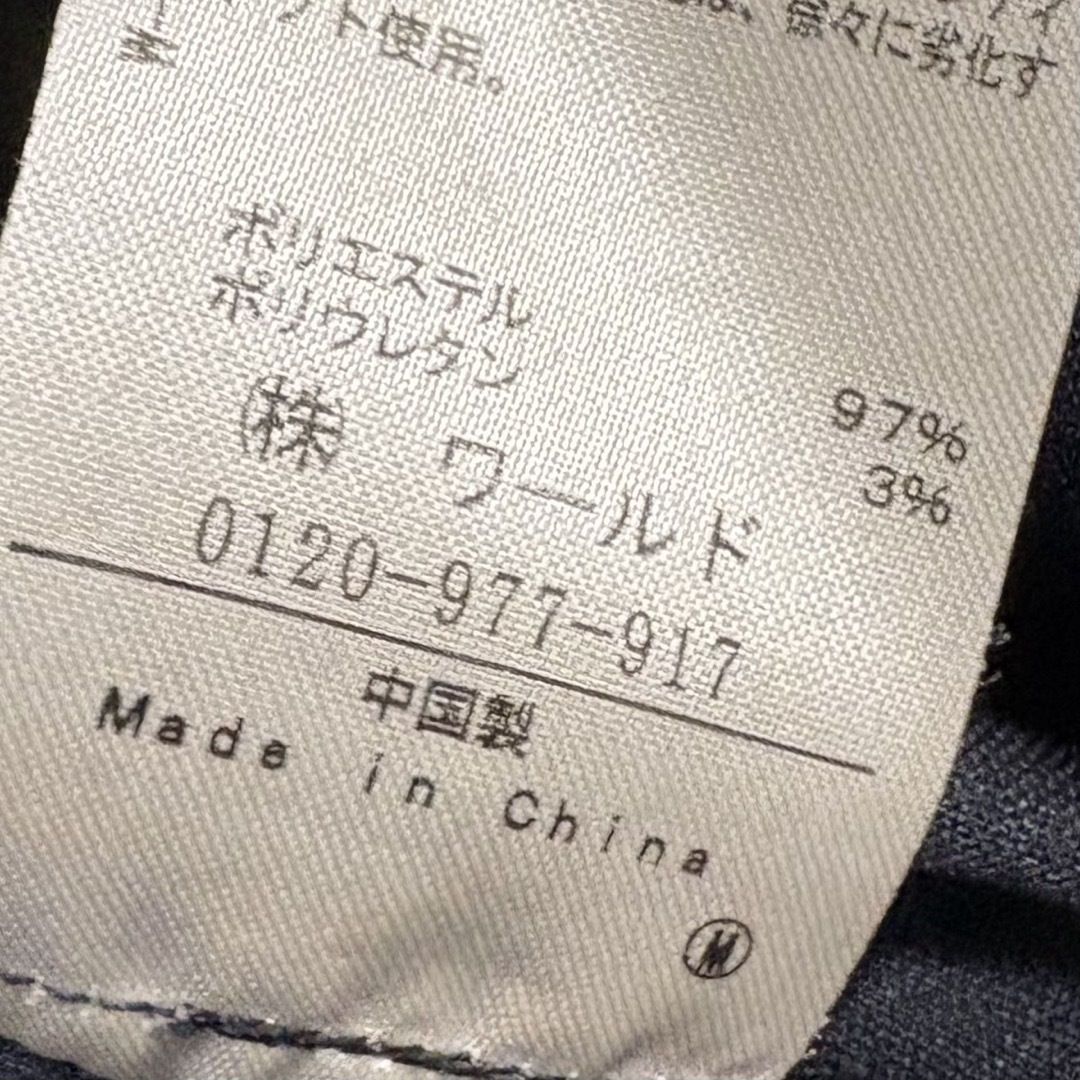 ト使用。
々に劣化す
ポリエステル 97%
ポリウレタン 3%
㈱ ワールド
0120-977-917
中国製
Made in China
M